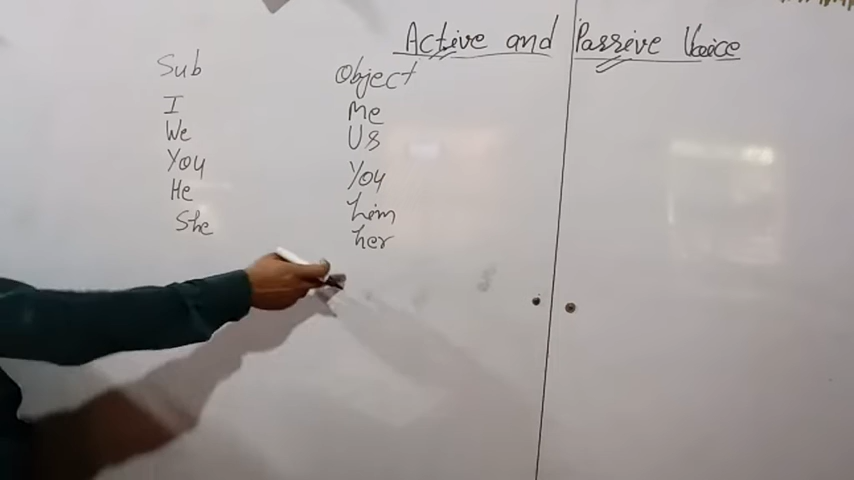 Active and Passive Voice
Sub Object
I Me
We Us
You You
He him
She her